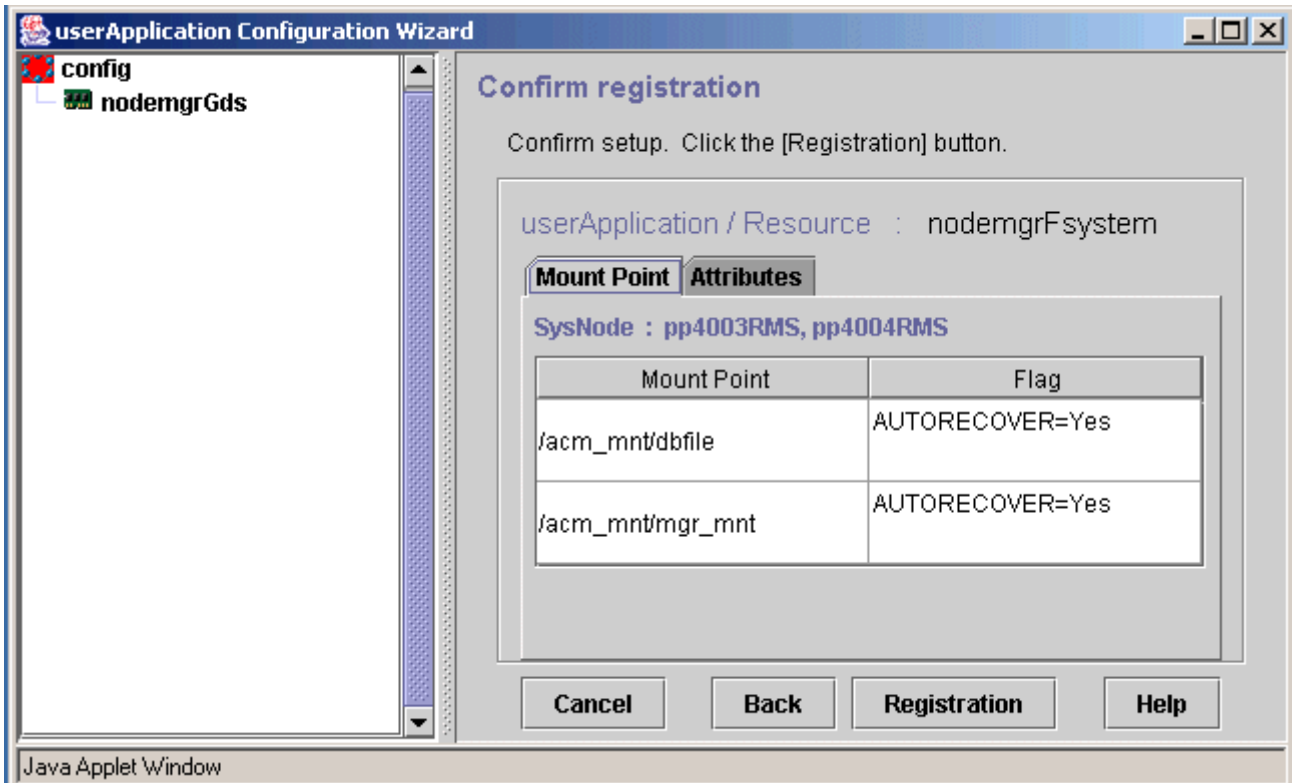 userApplication Configuration Wizard
config
nodemgrGds
Confirm registration
Confirm setup. Click the [Registration] button.
userApplication / Resource : nodemgrFsystem
Mount Point Attributes
SysNode : pp4003RMS, pp4004RMS
Mount Point Flag
/acm_mnt/dbfile AUTORECOVER=Yes
/acm_mnt/mgr_mnt AUTORECOVER=Yes
Cancel Back Registration Help
Java Applet Window